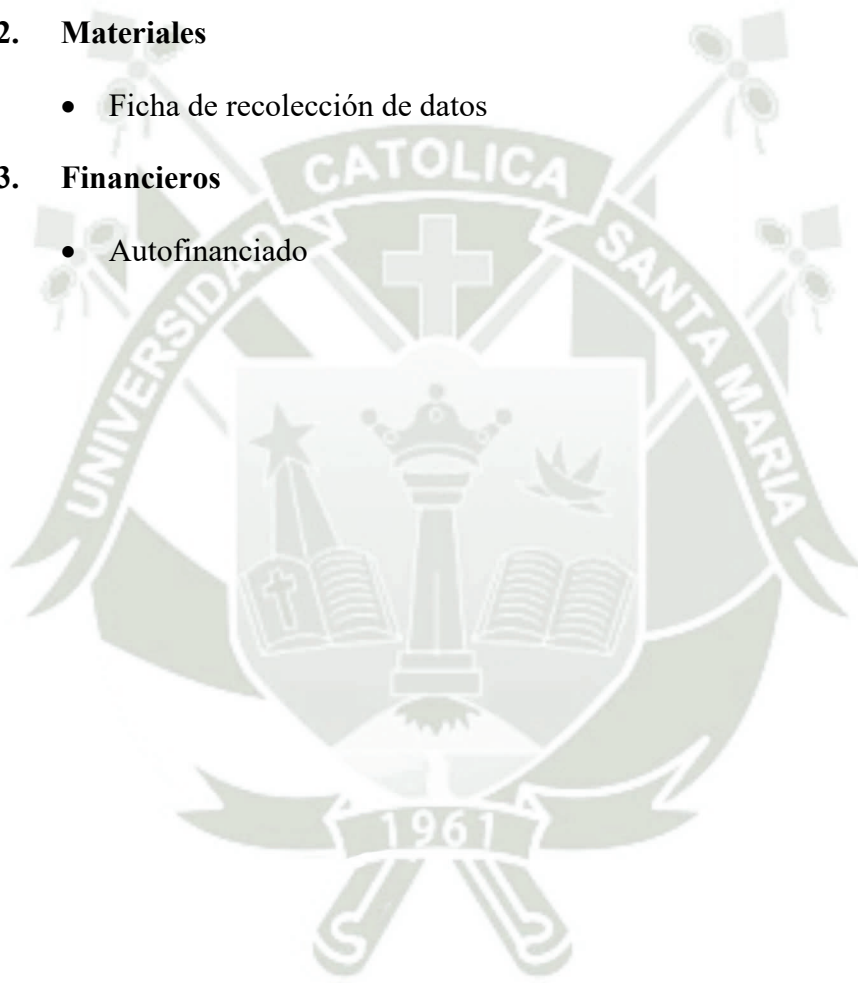 2. Materiales
• Ficha de recolección de datos
3. Financieros
• Autofinanciado
UNIVERSIDAD CATOLICA SANTA MARIA
1961